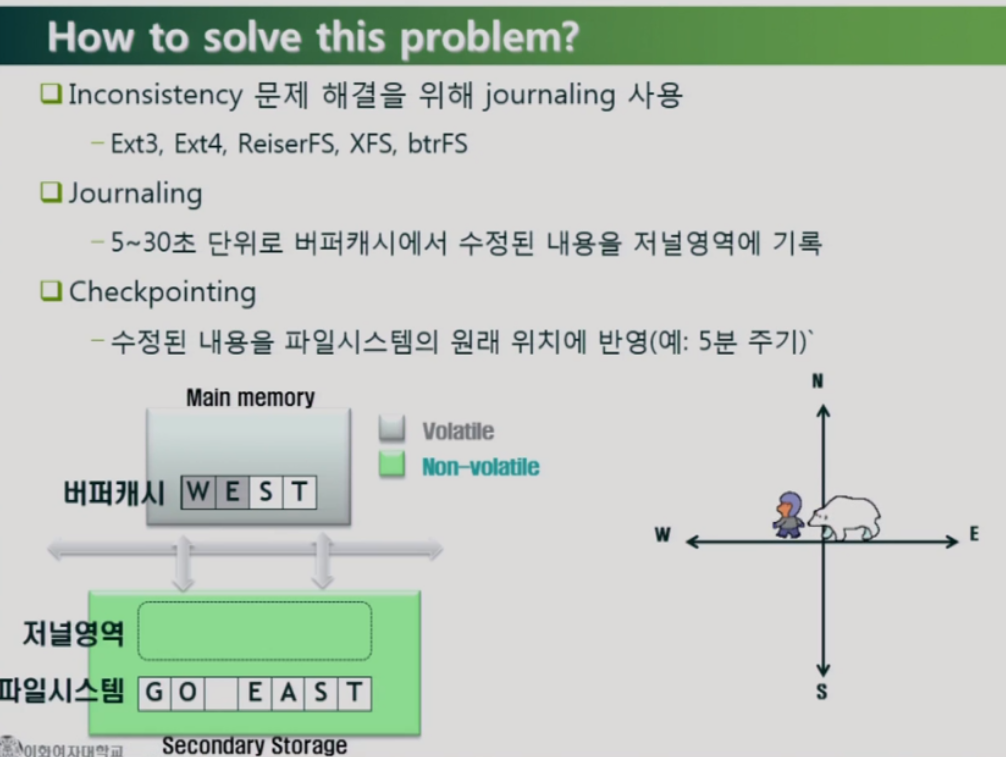 How to solve this problem?
Inconsistency 문제 해결을 위해 journaling 사용
– Ext3, Ext4, ReiserFS, XFS, btrFS
Journaling
– 5~30초 단위로 버퍼캐시에서 수정된 내용을 저널영역에 기록
Checkpointing
– 수정된 내용을 파일시스템의 원래 위치에 반영(예: 5분 주기)`
Main memory
Volatile
Non-volatile
버퍼캐시 W E S T
저널영역
파일시스템 G O E A S T
Secondary Storage
이화여자대학교
N
W
E
S